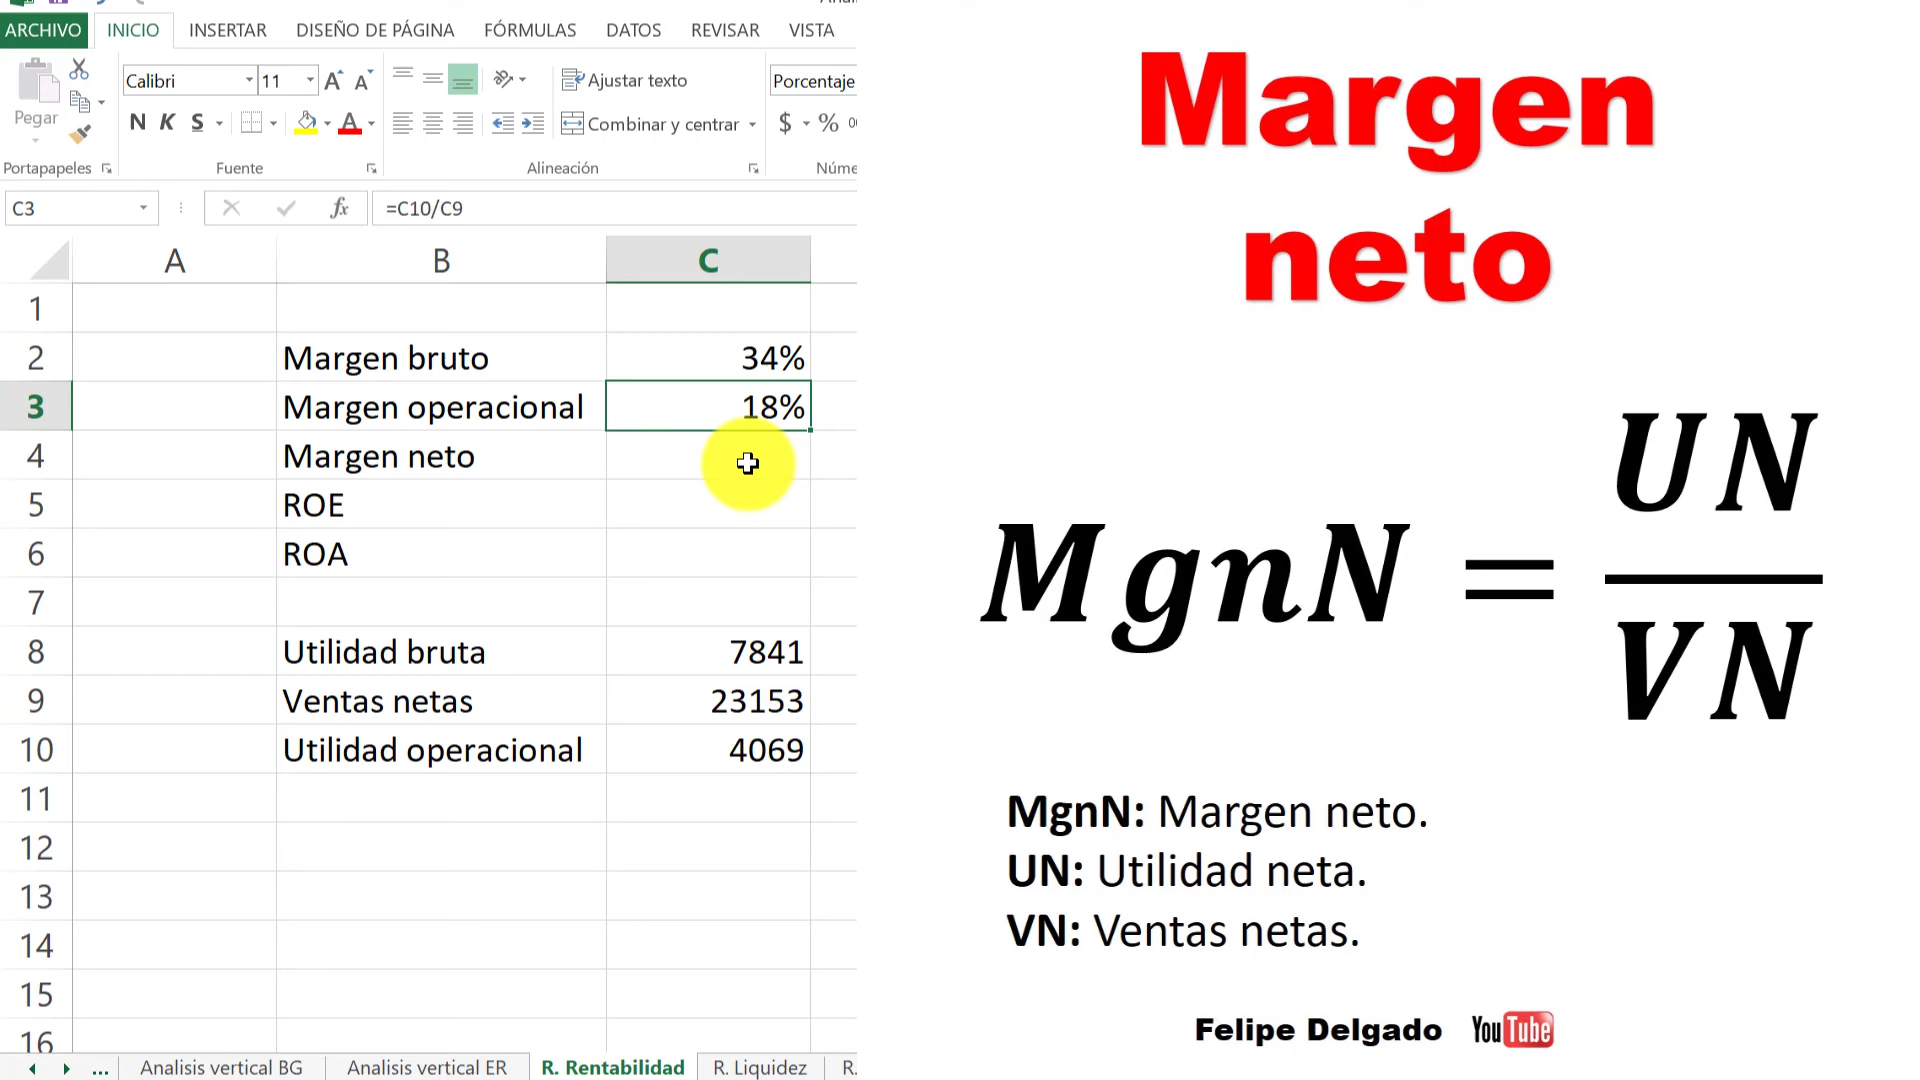 ARCHIVO INICIO INSERTAR DISEÑO DE PÁGINA FÓRMULAS DATOS REVISAR VISTA
Pegar Calibri 11 A A Ajustar texto Porcentaje
N K S A Combinar y centrar $ %
Portapapeles Fuente Alineación Núme
C3 fx =C10/C9
A B C
1
2 Margen bruto 34%
3 Margen operacional 18%
4 Margen neto
5 ROE
6 ROA
7
8 Utilidad bruta 7841
9 Ventas netas 23153
10 Utilidad operacional 4069
11
12
13
14
15
16
... Analisis vertical BG Analisis vertical ER R. Rentabilidad R. Liquidez R.
Margen
neto
MgnN = UN
VN
MgnN: Margen neto.
UN: Utilidad neta.
VN: Ventas netas.
Felipe Delgado YouTube